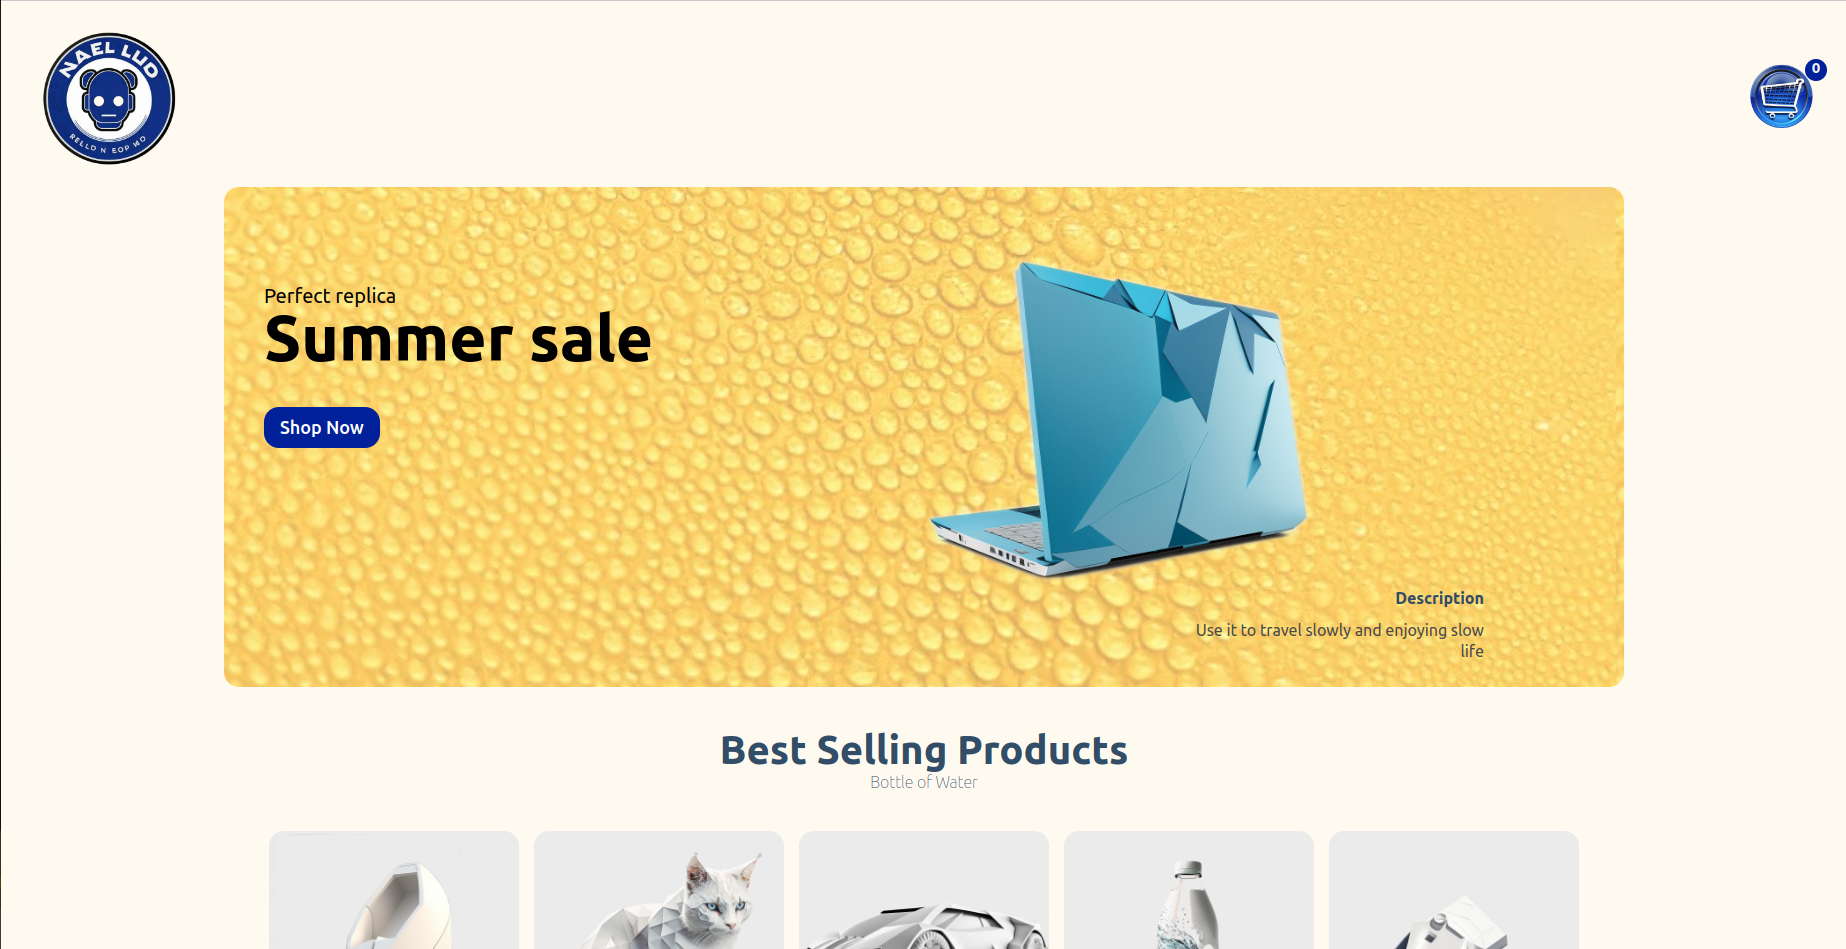 NAEL LUD
RELLD N EOP MO
0
Perfect replica
Summer sale
Shop Now
Description
Use it to travel slowly and enjoying slow
life
Best Selling Products
Bottle of Water